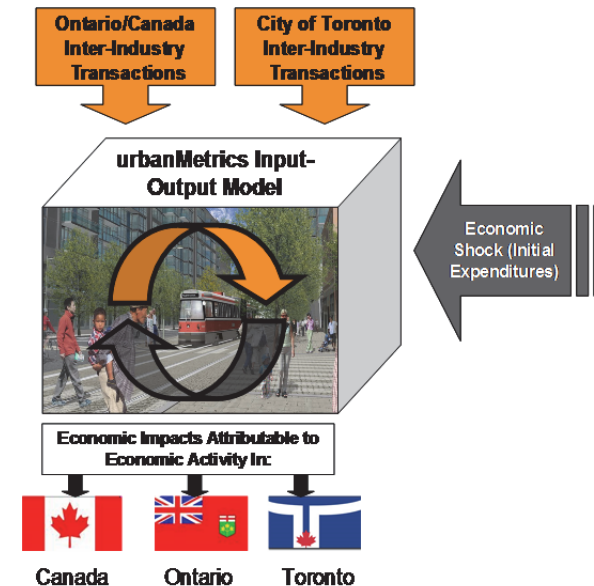 Ontario/Canada
Inter-Industry
Transactions
City of Toronto
Inter-Industry
Transactions
urbanMetrics Input-
Output Model
Economic
Shock (Initial
Expenditures)
Economic Impacts Attributable to
Economic Activity In:
Canada
Ontario
Toronto